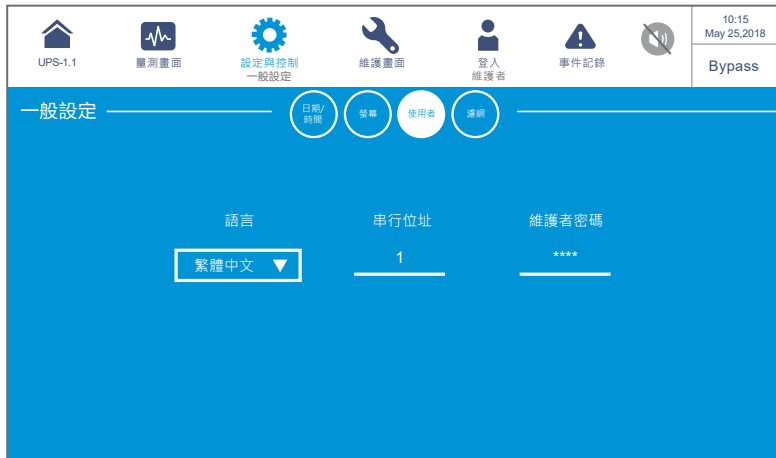 UPS-1.1
量測畫面
設定與控制
一般設定
維護畫面
登入
維護者
事件記錄
10:15
May 25,2018
Bypass
一般設定
日期/
時間
螢幕
使用者
濾網
語言
串行位址
維護者密碼
繁體中文
1
****